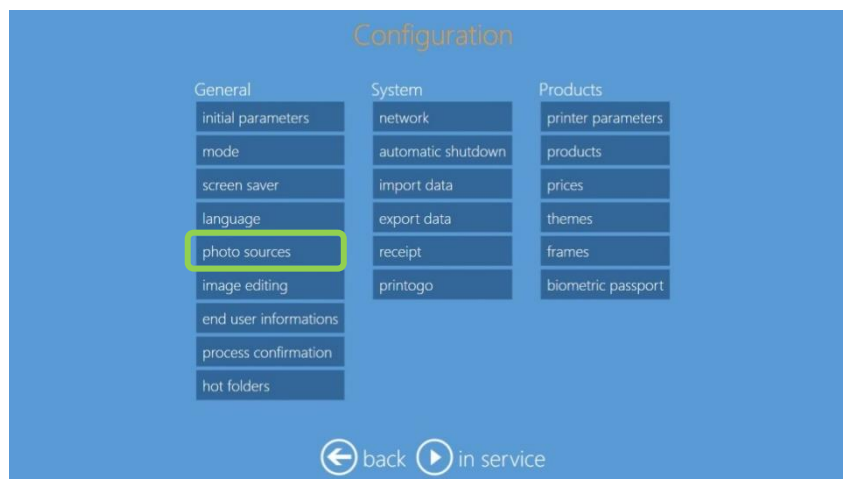 Configuration
General
initial parameters
mode
screen saver
language
photo sources
image editing
end user informations
process confirmation
hot folders
System
network
automatic shutdown
import data
export data
receipt
printogo
Products
printer parameters
products
prices
themes
frames
biometric passport
back in service